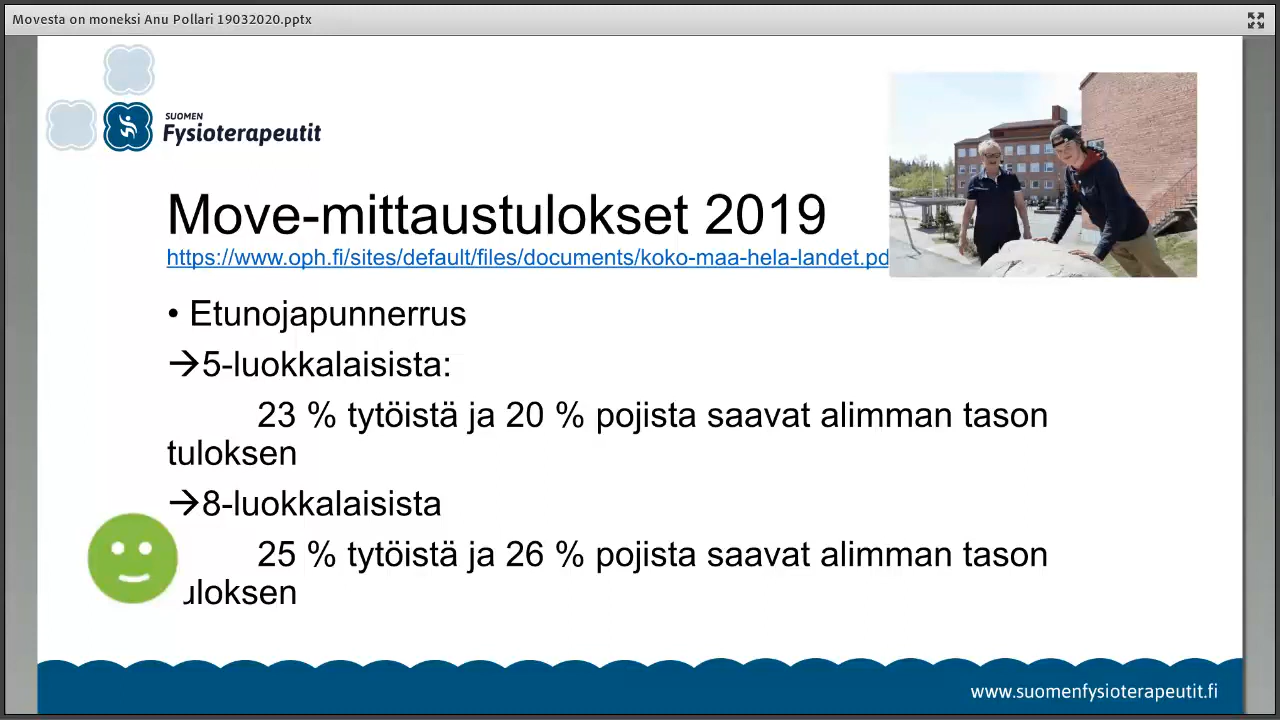 Movesta on moneksi Anu Pollari 19032020.pptx
SUOMEN
Fysioterapeutit
Move-mittaustulokset 2019
https://www.oph.fi/sites/default/files/documents/koko-maa-hela-landet.pd
• Etunojapunnerrus
→5-luokkalaisista:
23 % tytöistä ja 20 % pojista saavat alimman tason
tuloksen
→8-luokkalaisista
25 % tytöistä ja 26 % pojista saavat alimman tason
uloksen
www.suomenfysioterapeutit.fi